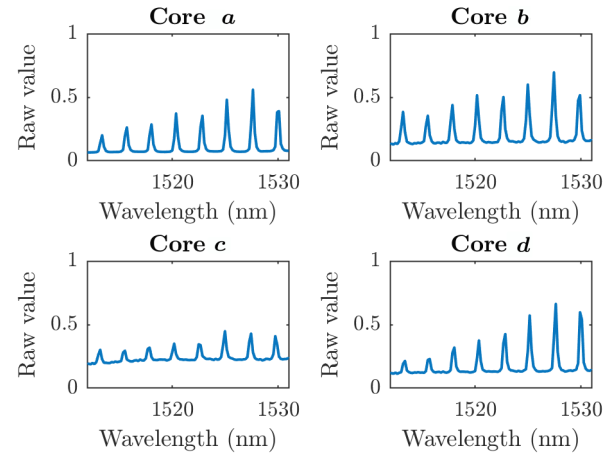 Core a
1
0.5
0
Raw value
1520
1530
Wavelength (nm)
Core b
1
0.5
0
Raw value
1520
1530
Wavelength (nm)
Core c
1
0.5
0
Raw value
1520
1530
Wavelength (nm)
Core d
1
0.5
0
Raw value
1520
1530
Wavelength (nm)